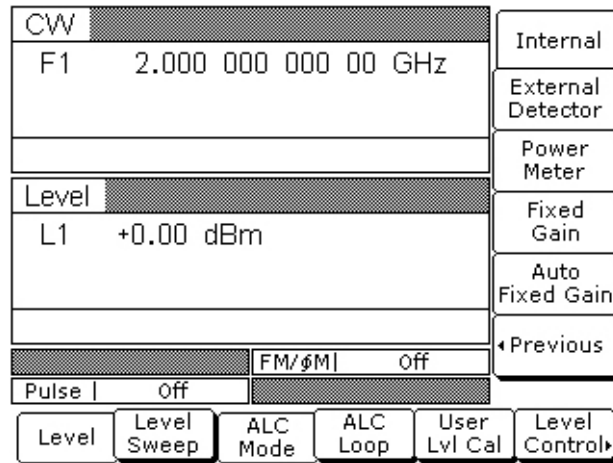 CW
F1 2.000 000 000 00 GHz
Level
L1 +0.00 dBm
FM/ϕM| Off
Pulse | Off
Internal
External
Detector
Power
Meter
Fixed
Gain
Auto
Fixed Gain
Previous
Level
Level
Sweep
ALC
Mode
ALC
Loop
User
Lvl Cal
Level
Control